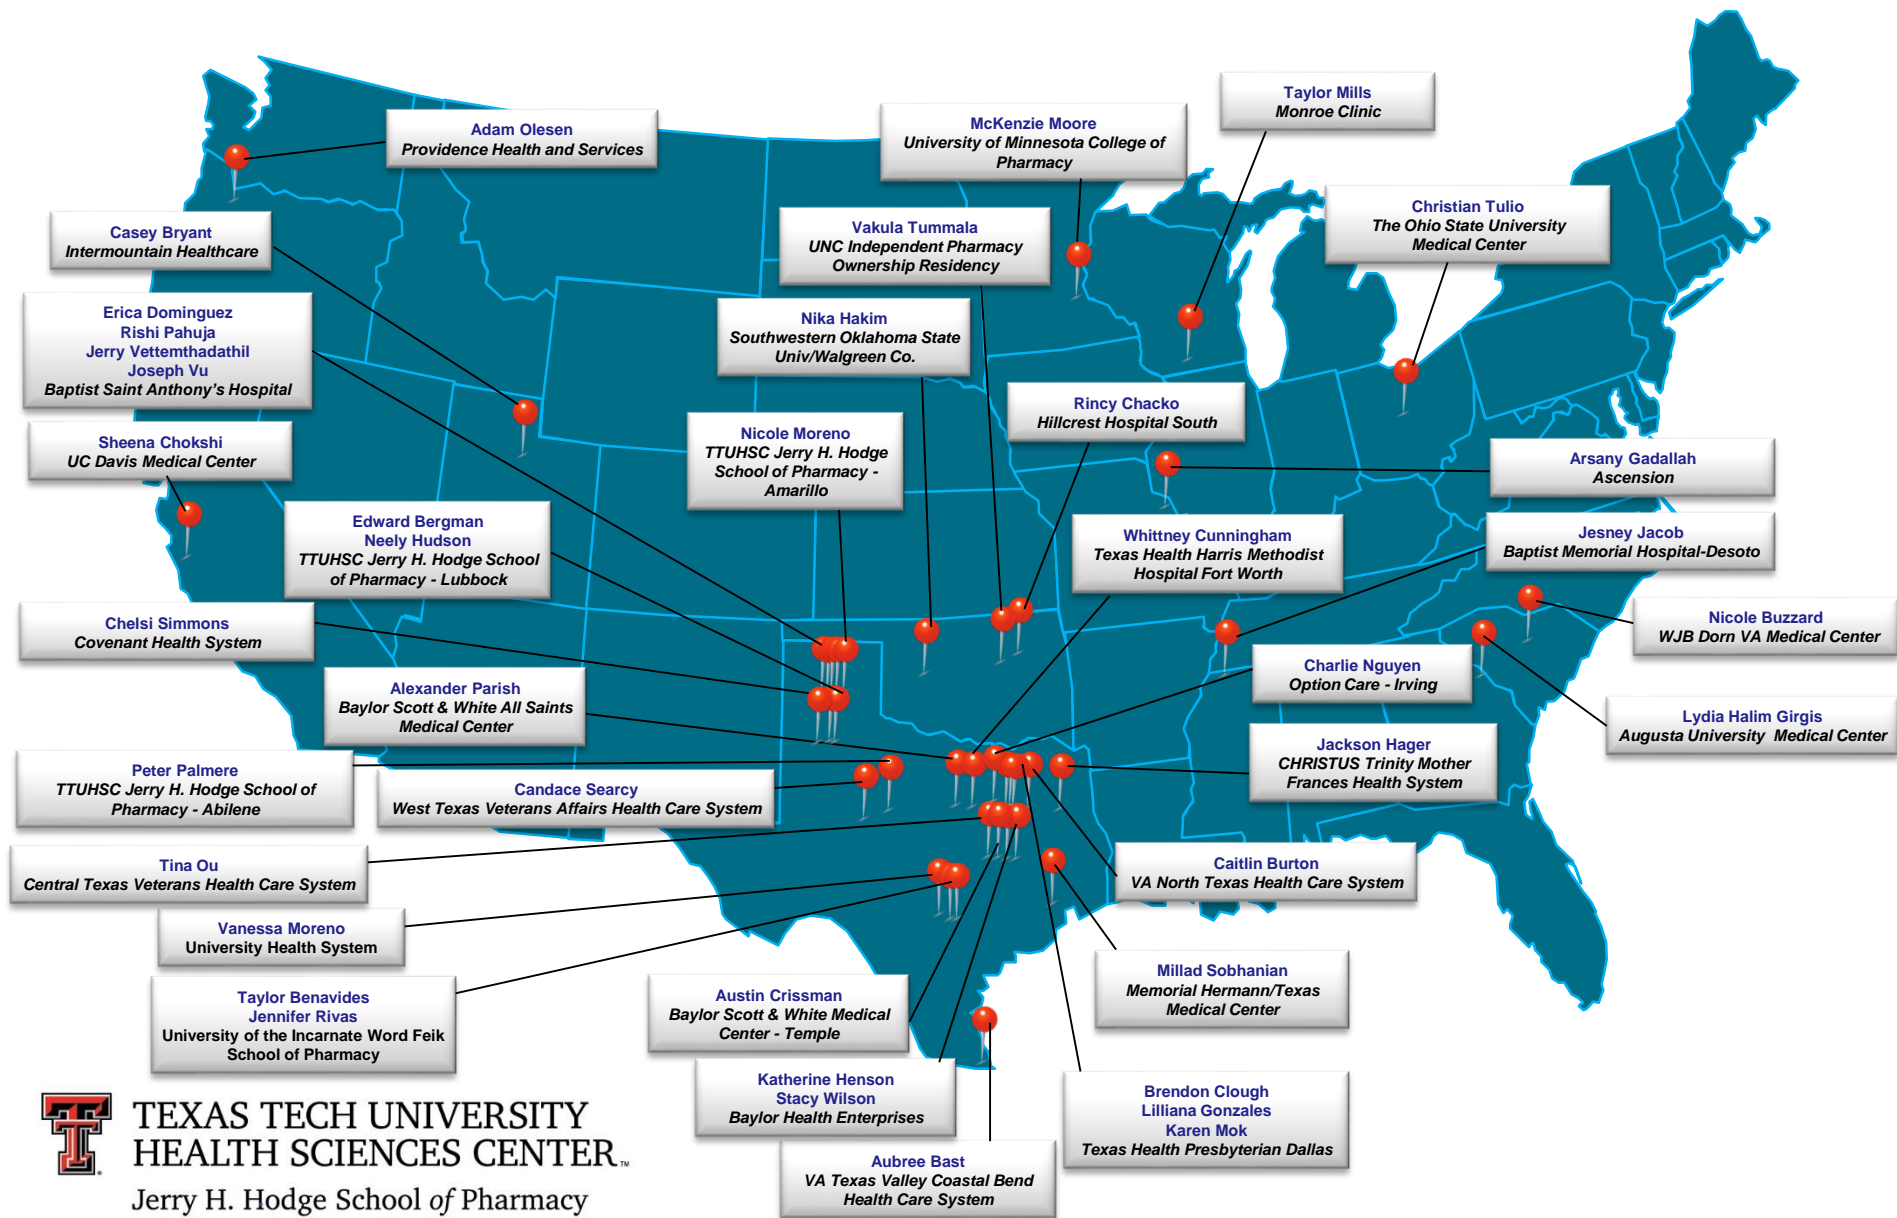 Taylor Mills
Monroe Clinic
Adam Olesen
Providence Health and Services
McKenzie Moore
University of Minnesota College of
Pharmacy
Christian Tulio
The Ohio State University
Medical Center
Casey Bryant
Intermountain Healthcare
Vakula Tummala
UNC Independent Pharmacy
Ownership Residency
Erica Dominguez
Rishi Pahuja
Jerry Vettemthadathil
Joseph Vu
Baptist Saint Anthony's Hospital
Nika Hakim
Southwestern Oklahoma State
Univ/Walgreen Co.
Rincy Chacko
Hillcrest Hospital South
Nicole Moreno
TTUHSC Jerry H. Hodge
School of Pharmacy -
Amarillo
Sheena Chokshi
UC Davis Medical Center
Arsany Gadallah
Ascension
Edward Bergman
Neely Hudson
TTUHSC Jerry H. Hodge School
of Pharmacy - Lubbock
Whittney Cunningham
Texas Health Harris Methodist
Hospital Fort Worth
Jesney Jacob
Baptist Memorial Hospital-Desoto
Chelsi Simmons
Covenant Health System
Nicole Buzzard
WJB Dorn VA Medical Center
Charlie Nguyen
Option Care - Irving
Alexander Parish
Baylor Scott & White All Saints
Medical Center
Lydia Halim Girgis
Augusta University Medical Center
Jackson Hager
CHRISTUS Trinity Mother
Frances Health System
Peter Palmere
TTUHSC Jerry H. Hodge School of
Pharmacy - Abilene
Candace Searcy
West Texas Veterans Affairs Health Care System
Tina Ou
Central Texas Veterans Health Care System
Caitlin Burton
VA North Texas Health Care System
Vanessa Moreno
University Health System
Millad Sobhanian
Memorial Hermann/Texas
Medical Center
Taylor Benavides
Jennifer Rivas
University of the Incarnate Word Feik
School of Pharmacy
Austin Crissman
Baylor Scott & White Medical
Center - Temple
Katherine Henson
Stacy Wilson
Baylor Health Enterprises
Brendon Clough
Lilliana Gonzales
Karen Mok
Texas Health Presbyterian Dallas
Aubree Bast
VA Texas Valley Coastal Bend
Health Care System
TEXAS TECH UNIVERSITY
HEALTH SCIENCES CENTER™
Jerry H. Hodge School of Pharmacy